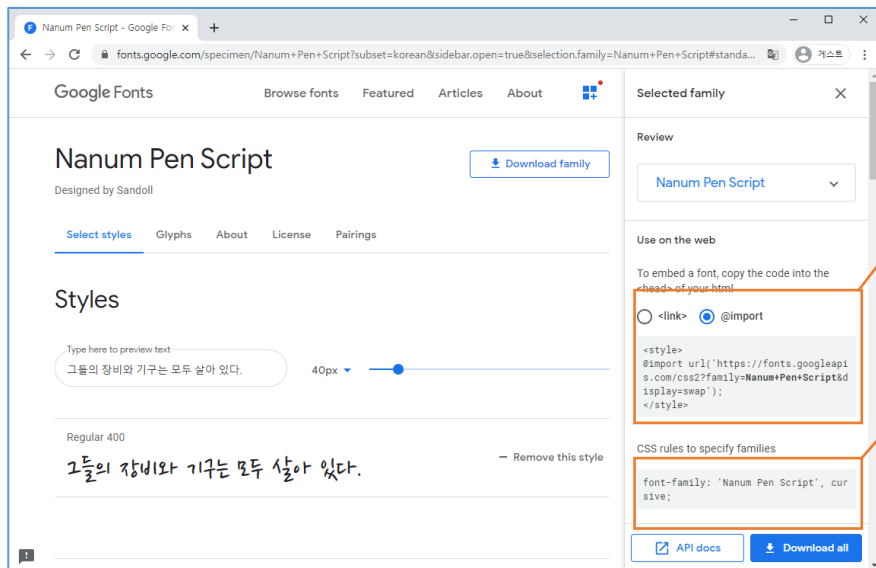 Nanum Pen Script - Google For
fonts.google.com/specimen/Nanum+Pen+Script?subset=korean&sidebar.open=true&selection.family=Nanum+Pen+Script#standa...
게스트
Google Fonts
Browse fonts
Featured
Articles
About
Selected family
Review
Nanum Pen Script
Download family
Nanum Pen Script
Designed by Sandoll
Select styles
Glyphs
About
License
Pairings
Use on the web
To embed a font, copy the code into the
<head> of your html
<link>
@import
Styles
Type here to preview text
그들의 장비와 기구는 모두 살아 있다.
40px
<style>
@import url('https://fonts.googleapi
s.com/css2?family=Nanum+Pen+Script&d
isplay=swap');
</style>
Regular 400
그들의 장비와 기구는 모두 살아 있다.
Remove this style
CSS rules to specify families
font-family: 'Nanum Pen Script', cur
sive;
API docs
Download all